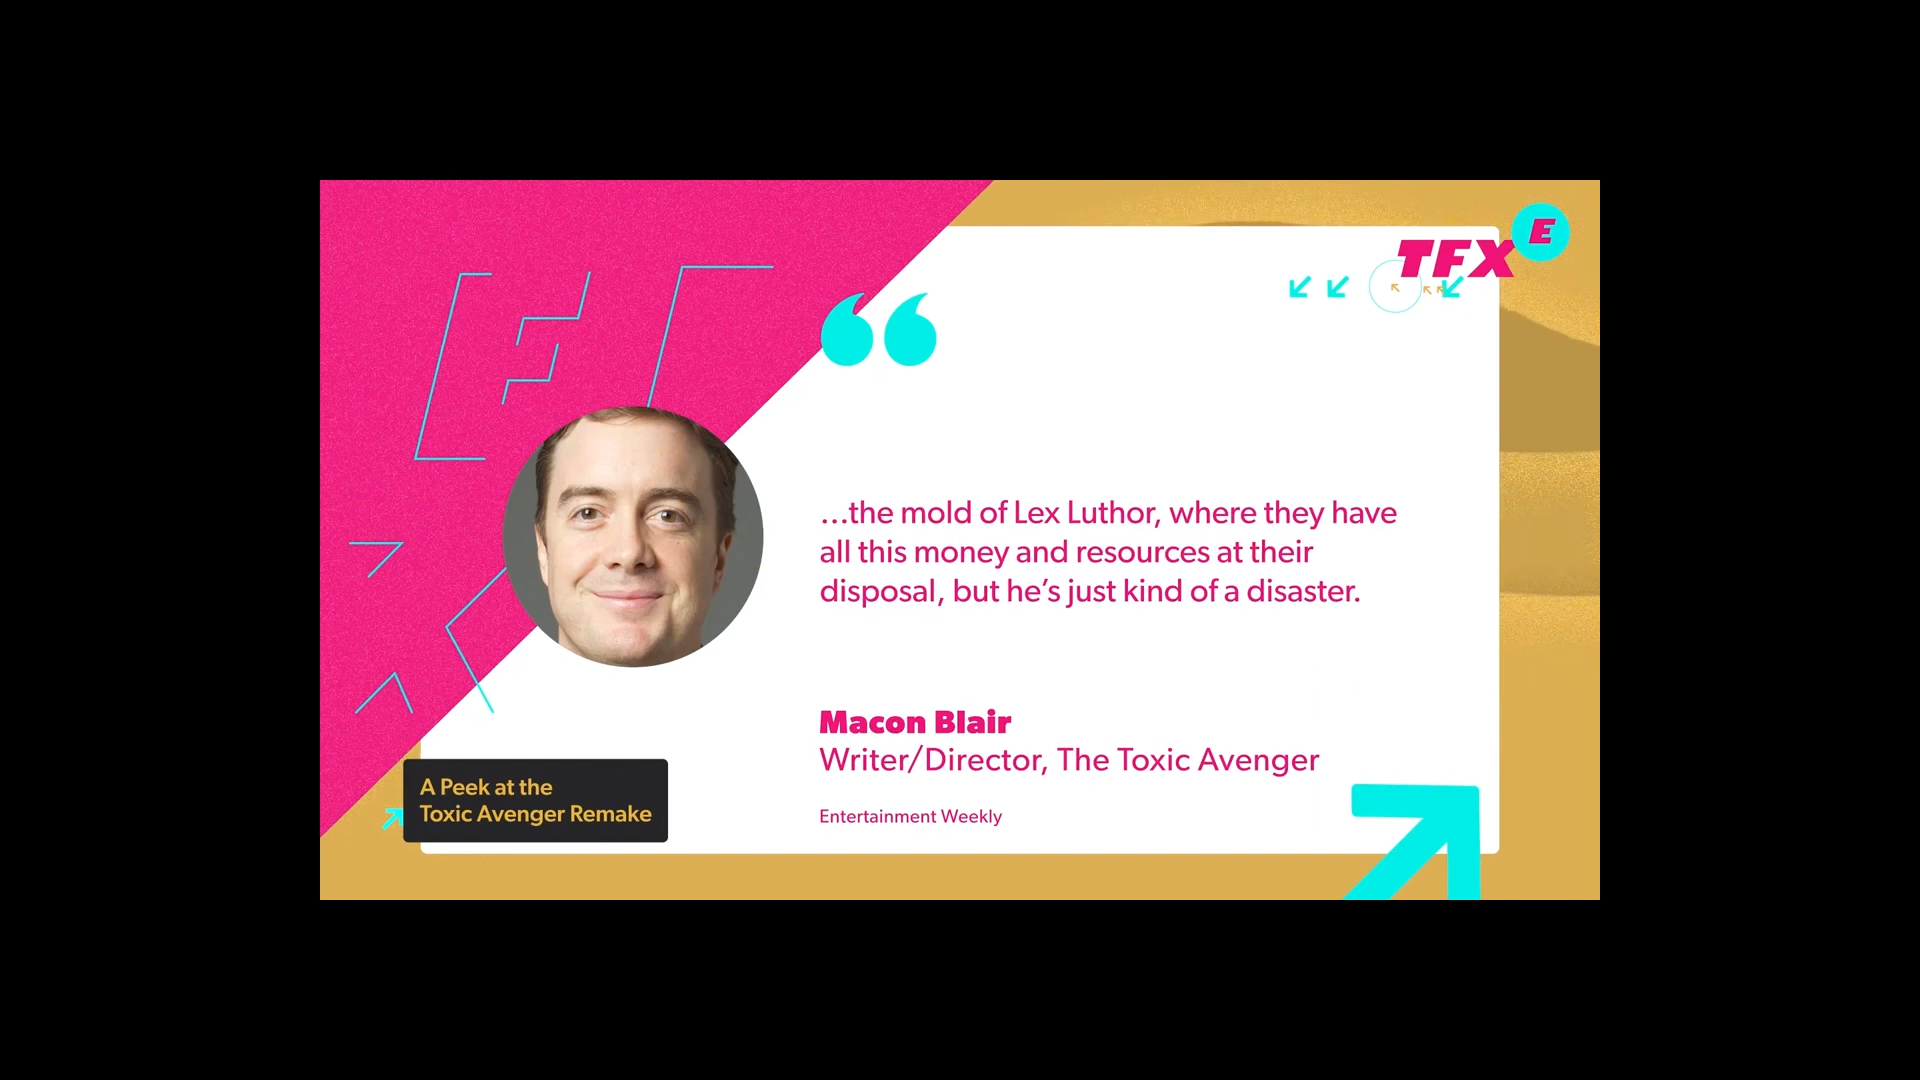 TFX E
…the mold of Lex Luthor, where they have
all this money and resources at their
disposal, but he’s just kind of a disaster.
Macon Blair
Writer/Director, The Toxic Avenger
Entertainment Weekly
A Peek at the
Toxic Avenger Remake